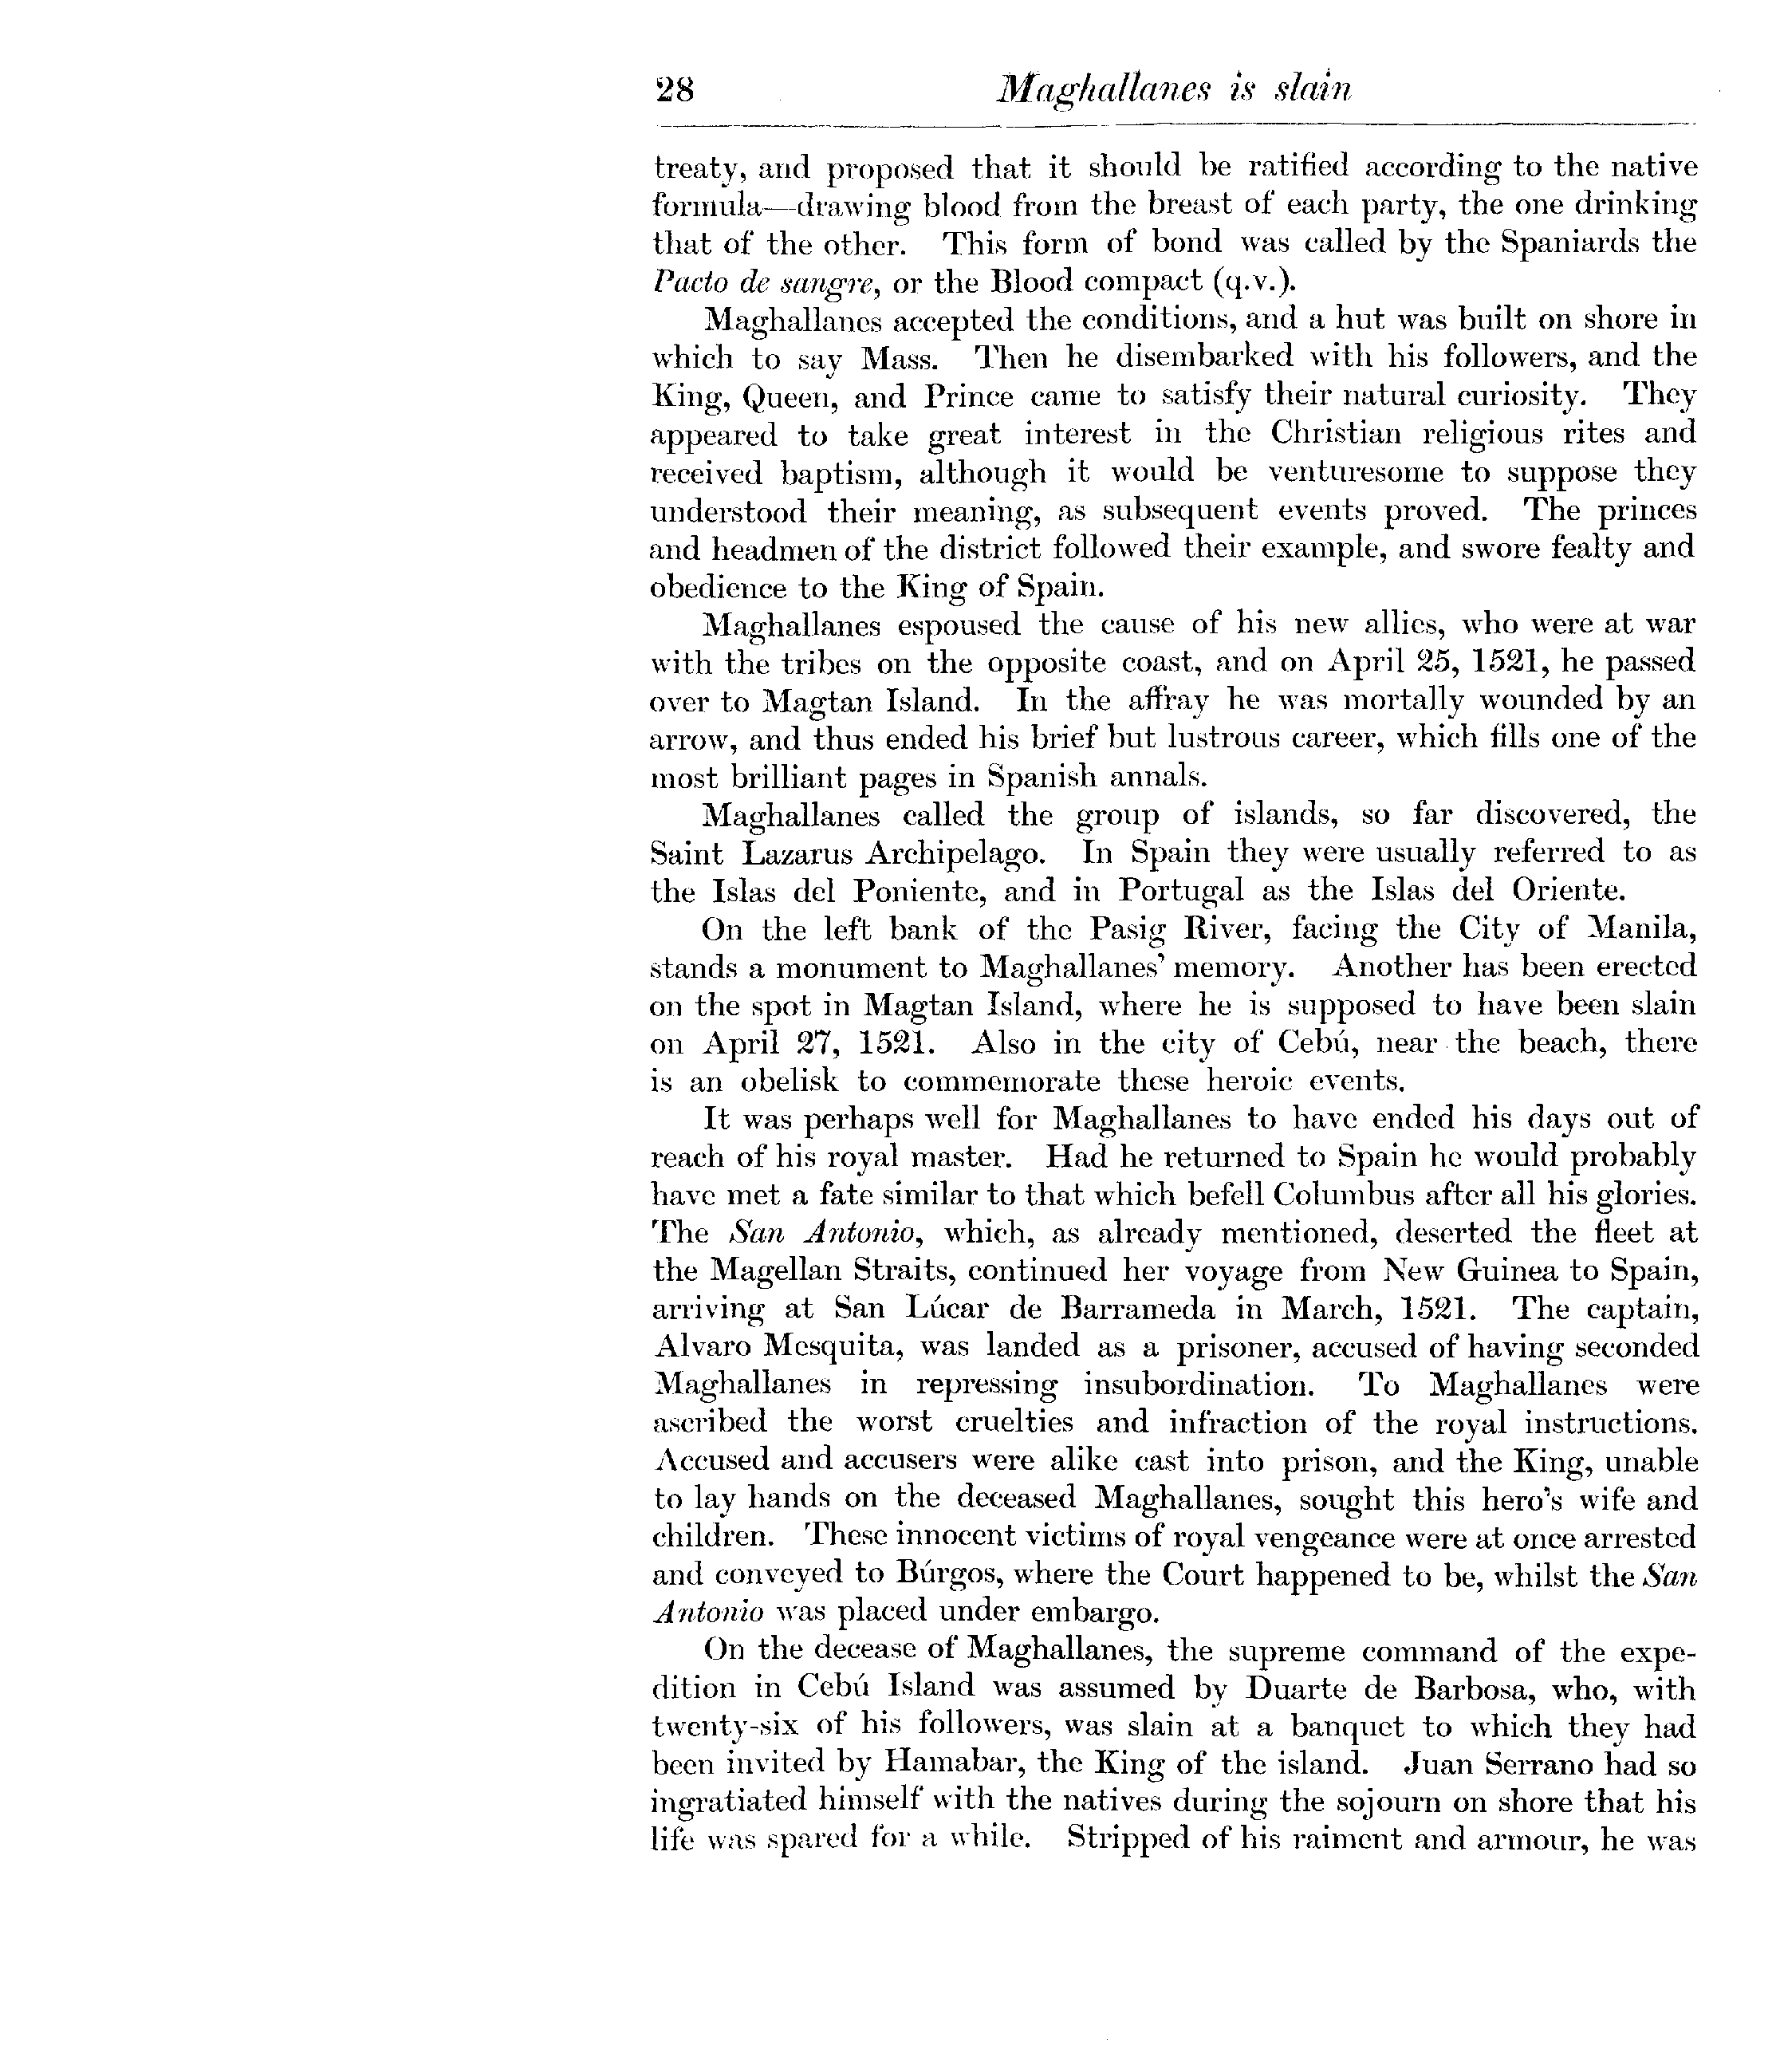 28 Maghallanes is slain
treaty, and proposed that it should be ratified according to the native
formula—drawing blood from the breast of each party, the one drinking
that of the other. This form of bond was called by the Spaniards the
Pacto de sangre, or the Blood compact (q.v.).
Maghallanes accepted the conditions, and a hut was built on shore in
which to say Mass. Then he disembarked with his followers, and the
King, Queen, and Prince came to satisfy their natural curiosity. They
appeared to take great interest in the Christian religious rites and
received baptism, although it would be venturesome to suppose they
understood their meaning, as subsequent events proved. The princes
and headmen of the district followed their example, and swore fealty and
obedience to the King of Spain.
Maghallanes espoused the cause of his new allies, who were at war
with the tribes on the opposite coast, and on April 25, 1521, he passed
over to Magtan Island. In the affray he was mortally wounded by an
arrow, and thus ended his brief but lustrous career, which fills one of the
most brilliant pages in Spanish annals.
Maghallanes called the group of islands, so far discovered, the
Saint Lazarus Archipelago. In Spain they were usually referred to as
the Islas del Poniente, and in Portugal as the Islas del Oriente.
On the left bank of the Pasig River, facing the City of Manila,
stands a monument to Maghallanes' memory. Another has been erected
on the spot in Magtan Island, where he is supposed to have been slain
on April 27, 1521. Also in the city of Cebú, near the beach, there
is an obelisk to commemorate these heroic events.
It was perhaps well for Maghallanes to have ended his days out of
reach of his royal master. Had he returned to Spain he would probably
have met a fate similar to that which befell Columbus after all his glories.
The San Antonio, which, as already mentioned, deserted the fleet at
the Magellan Straits, continued her voyage from New Guinea to Spain,
arriving at San Lúcar de Barrameda in March, 1521. The captain,
Alvaro Mesquita, was landed as a prisoner, accused of having seconded
Maghallanes in repressing insubordination. To Maghallanes were
ascribed the worst cruelties and infraction of the royal instructions.
Accused and accusers were alike cast into prison, and the King, unable
to lay hands on the deceased Maghallanes, sought this hero's wife and
children. These innocent victims of royal vengeance were at once arrested
and conveyed to Búrgos, where the Court happened to be, whilst the San
Antonio was placed under embargo.
On the decease of Maghallanes, the supreme command of the expe-
dition in Cebú Island was assumed by Duarte de Barbosa, who, with
twenty-six of his followers, was slain at a banquet to which they had
been invited by Hamabar, the King of the island. Juan Serrano had so
ingratiated himself with the natives during the sojourn on shore that his
life was spared for a while. Stripped of his raiment and armour, he was